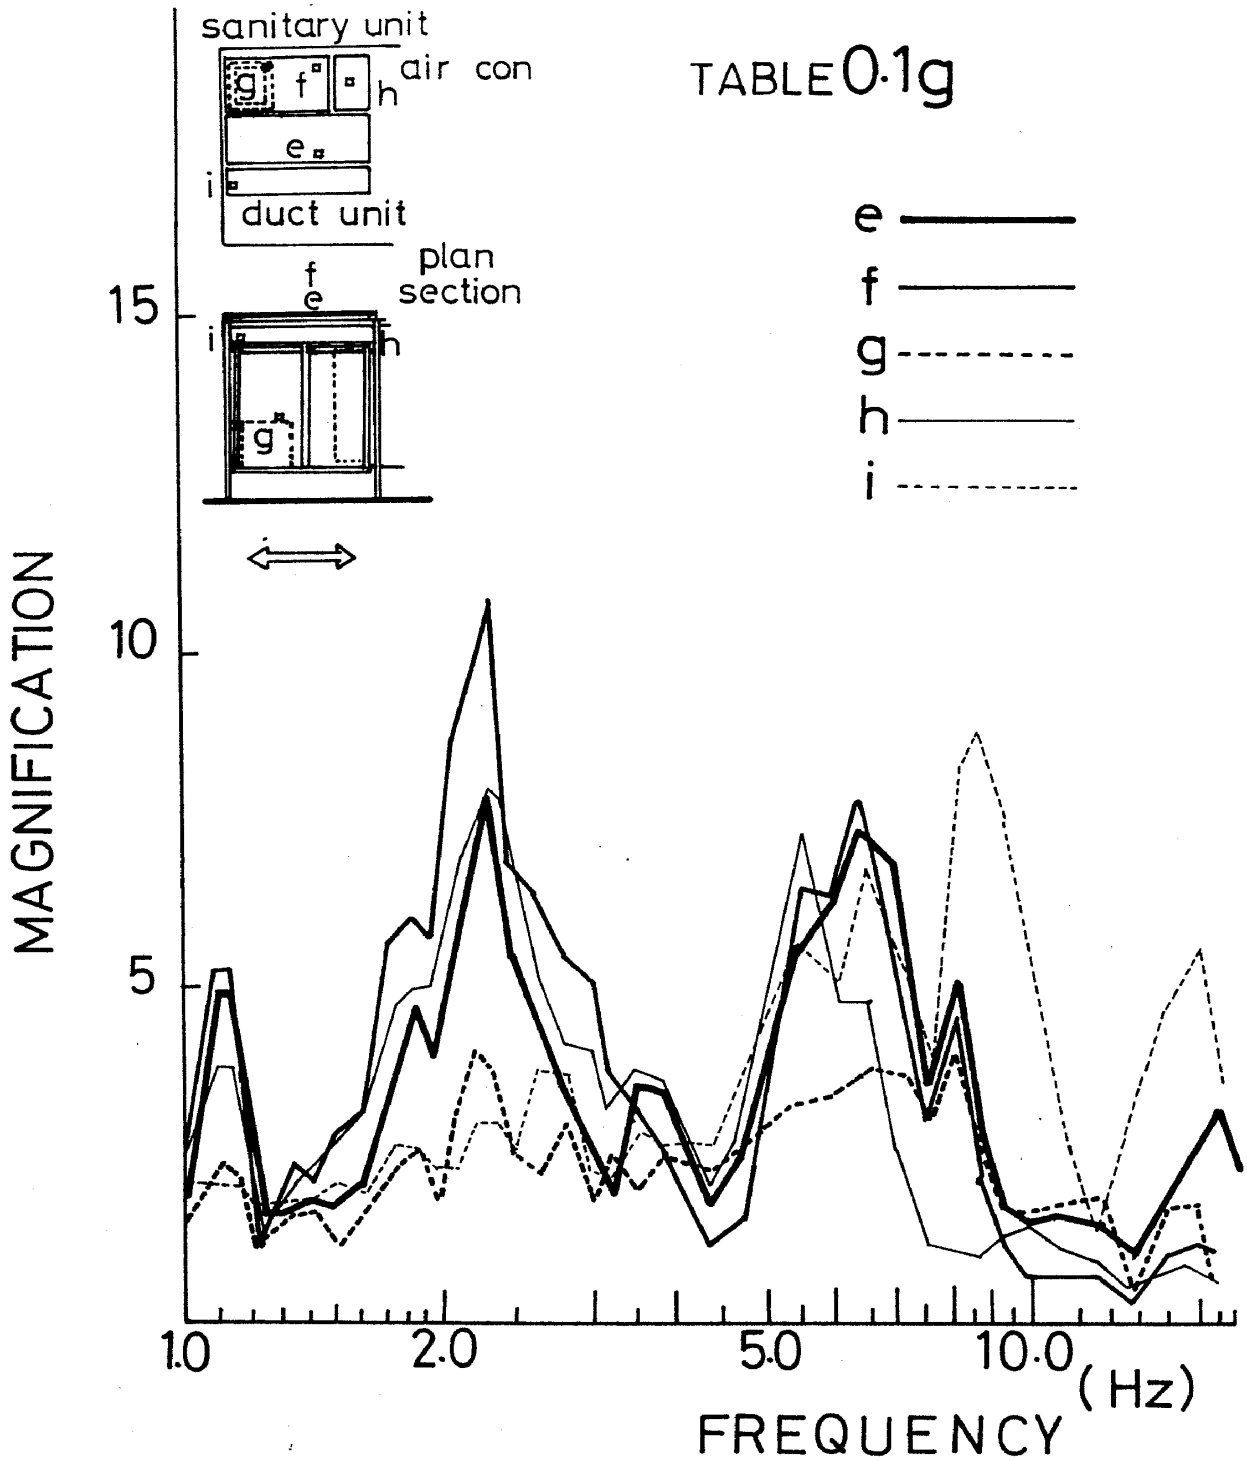 sanitary unit
g f air con
h
e
i
duct unit
plan
section
f
e
i h
g
TABLE 0.1g
e
f
g
h
i
15
10
5
MAGNIFICATION
1.0 2.0 5.0 10.0
(Hz)
FREQUENCY